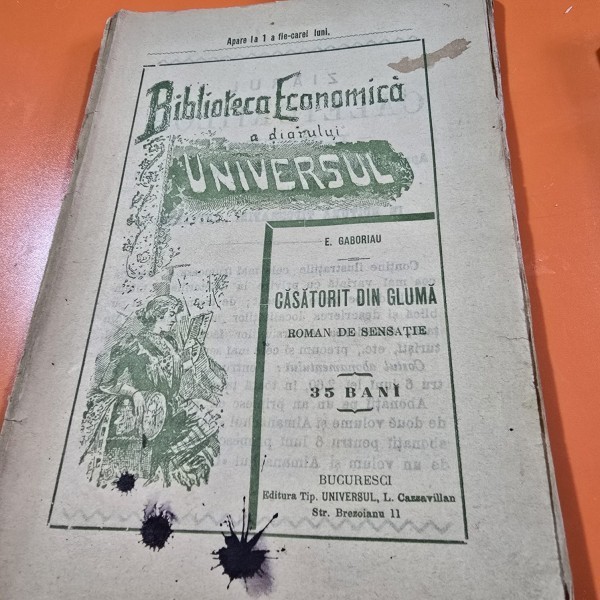 Apare la 1 a fie-carei luni.
Biblioteca Economică
a diarului
UNIVERSUL
E. GABORIAU
CĂSĂTORIT DIN GLUMĂ
ROMAN DE SENSAȚIE
35 BANI
BUCURESCI
Editura Tip. UNIVERSUL, L. Cazzavillan
Str. Brezoianu 11